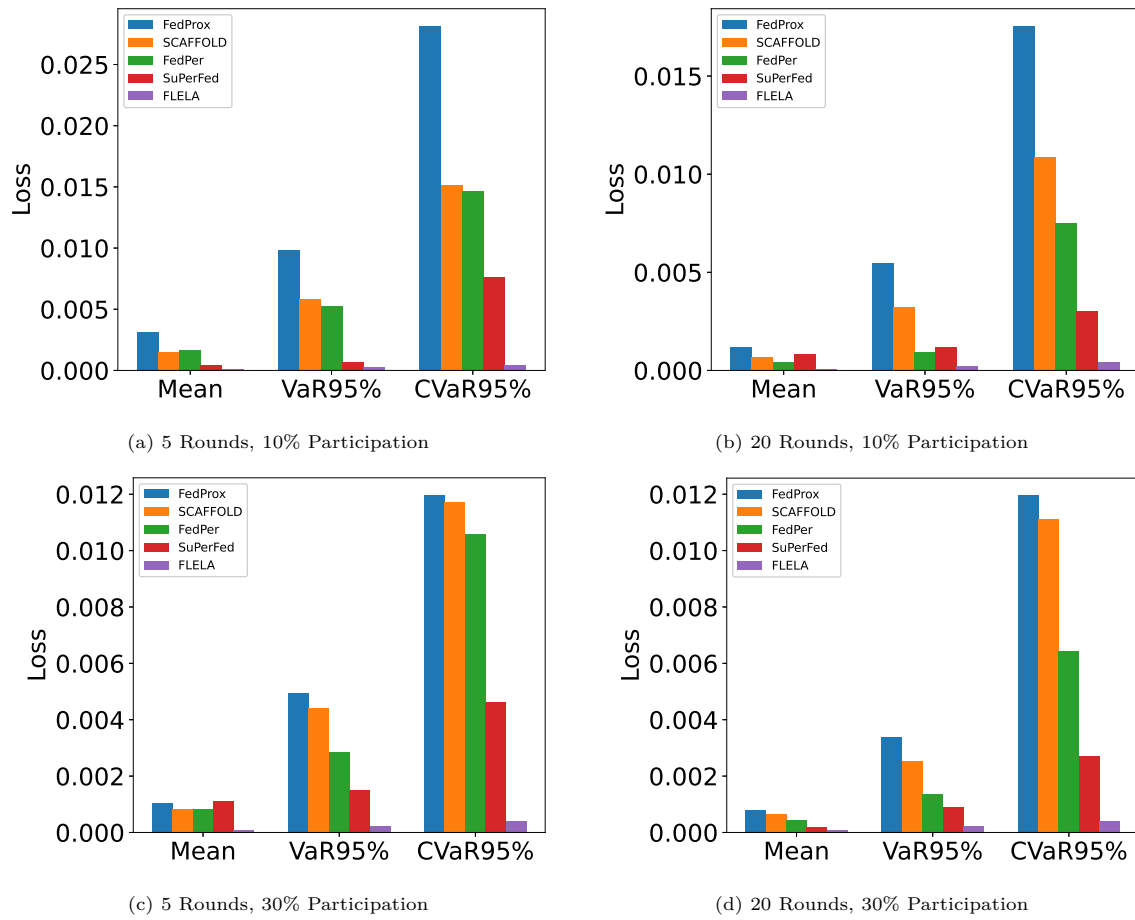 FedProx
SCAFFOLD
FedPer
SuPerFed
FLELA
0.025
0.020
0.015
0.010
0.005
0.000
Loss
Mean VaR95% CVaR95%
(a) 5 Rounds, 10% Participation
FedProx
SCAFFOLD
FedPer
SuPerFed
FLELA
0.015
0.010
0.005
0.000
Loss
Mean VaR95% CVaR95%
(b) 20 Rounds, 10% Participation
FedProx
SCAFFOLD
FedPer
SuPerFed
FLELA
0.012
0.010
0.008
0.006
0.004
0.002
0.000
Loss
Mean VaR95% CVaR95%
(c) 5 Rounds, 30% Participation
FedProx
SCAFFOLD
FedPer
SuPerFed
FLELA
0.012
0.010
0.008
0.006
0.004
0.002
0.000
Loss
Mean VaR95% CVaR95%
(d) 20 Rounds, 30% Participation